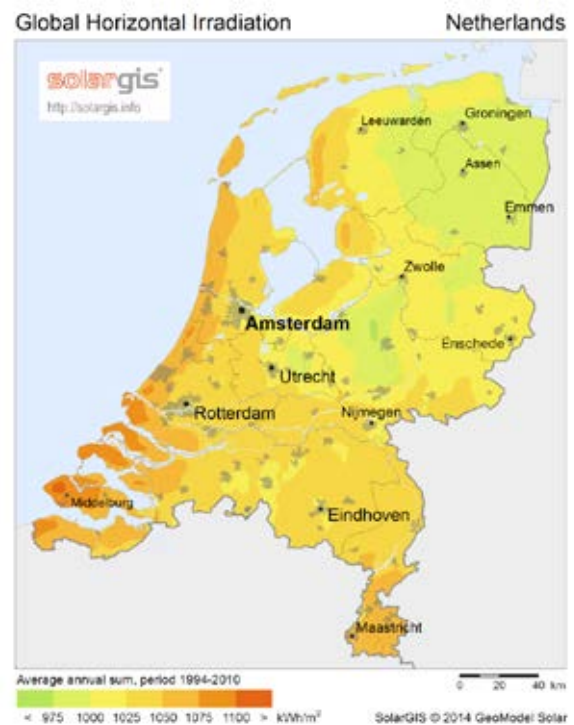 Global Horizontal Irradiation Netherlands
solargis
http://solargis.info
Leeuwarden
Groningen
Assen
Emmen
Zwolle
Amsterdam
Enschede
Utrecht
Rotterdam
Nijmegen
Middelburg
Eindhoven
Maastricht
Average annual sum, period 1994-2010
0 20 40 km
< 975 1000 1025 1050 1075 1100 > kWh/m²
SolarGIS © 2014 GeoModel Solar